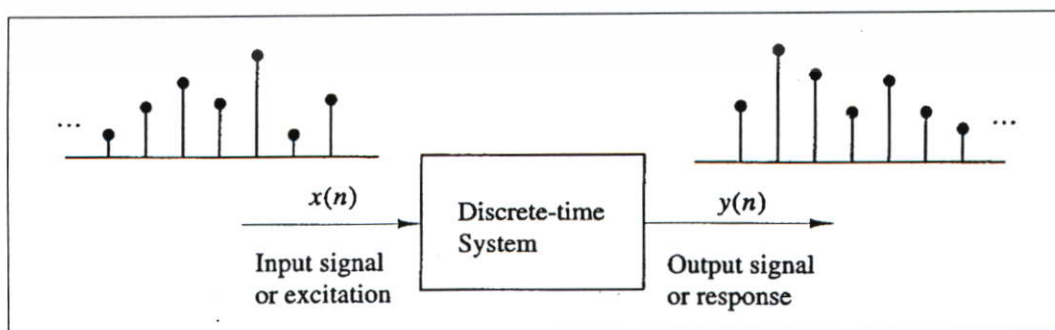 ...
...
x(n)
Discrete-time
System
y(n)
Input signal
or excitation
Output signal
or response